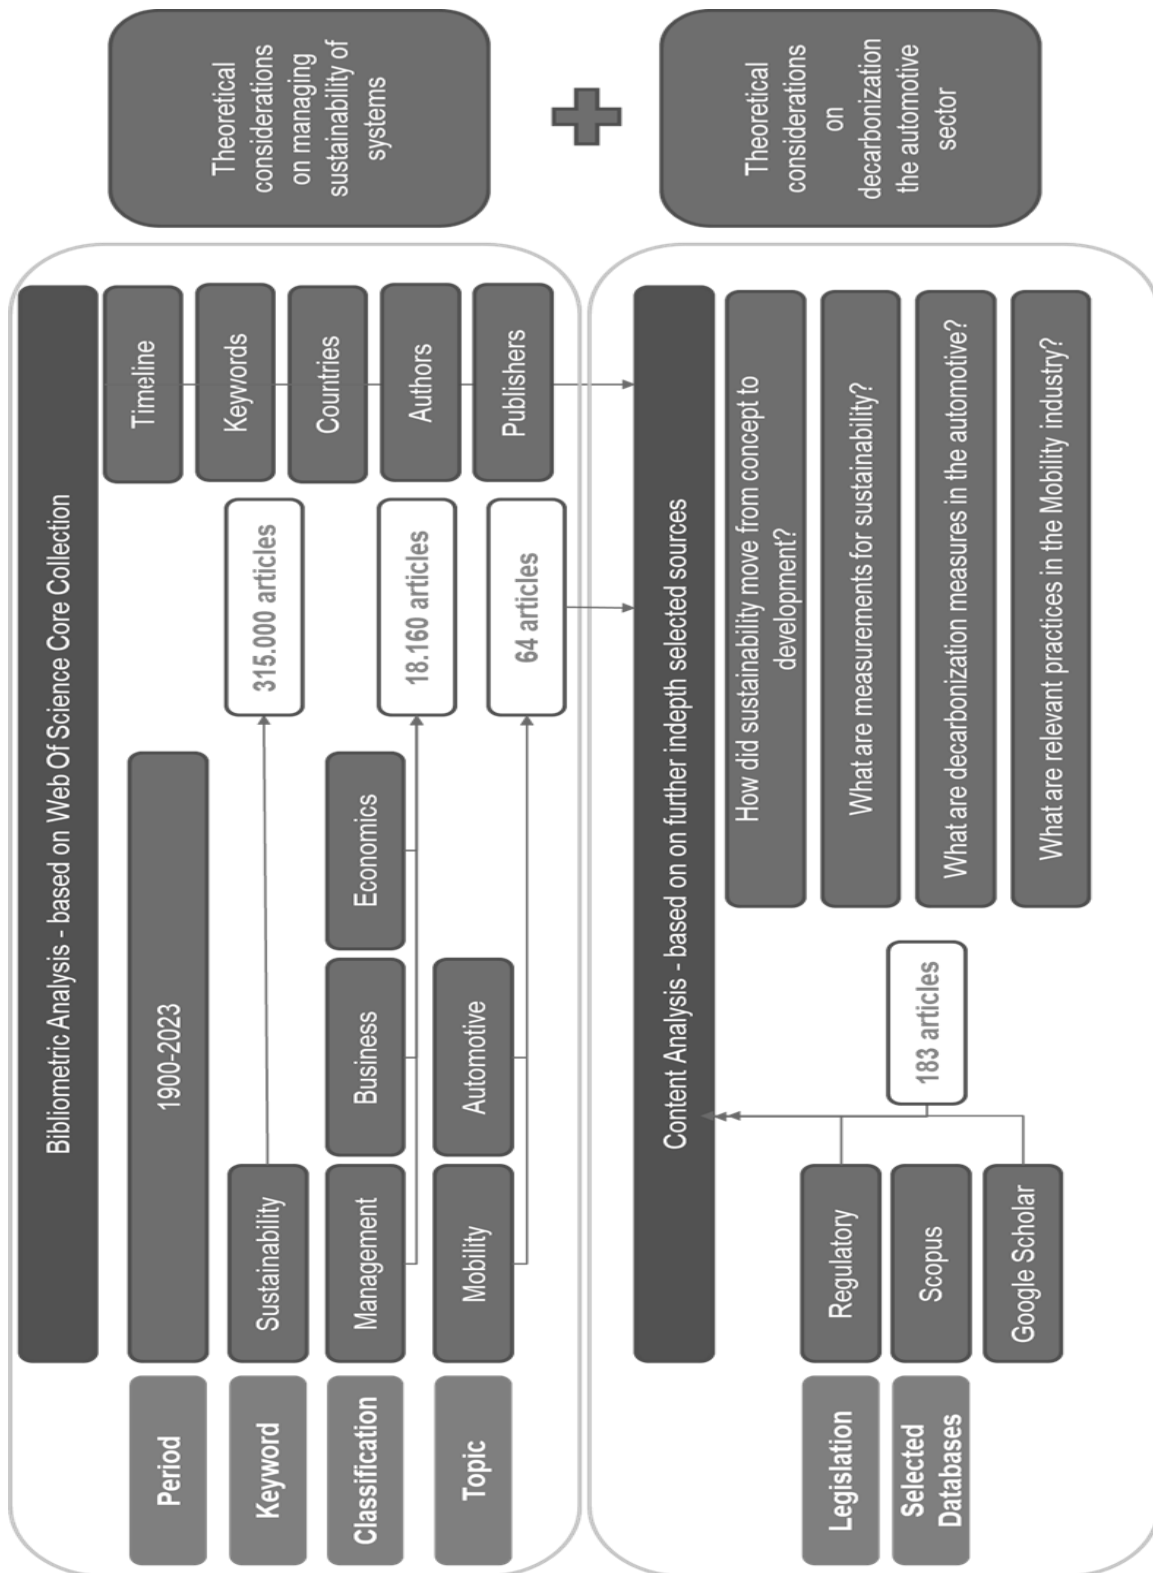 Bibliometric Analysis - based on Web Of Science Core Collection
Period
1900-2023
Timeline
Keyword
Sustainability
315.000 articles
Keywords
Classification
Management
Business
Economics
18.160 articles
Countries
Authors
Topic
Mobility
Automotive
64 articles
Publishers
Theoretical
considerations
on managing
sustainability of
systems
Content Analysis - based on on further indepth selected sources
Legislation
Regulatory
Selected
Databases
Scopus
Google Scholar
183 articles
How did sustainability move from concept to
development?
What are measurements for sustainability?
What are decarbonization measures in the automotive?
What are relevant practices in the Mobility industry?
Theoretical
considerations
on
decarbonization
the automotive
sector